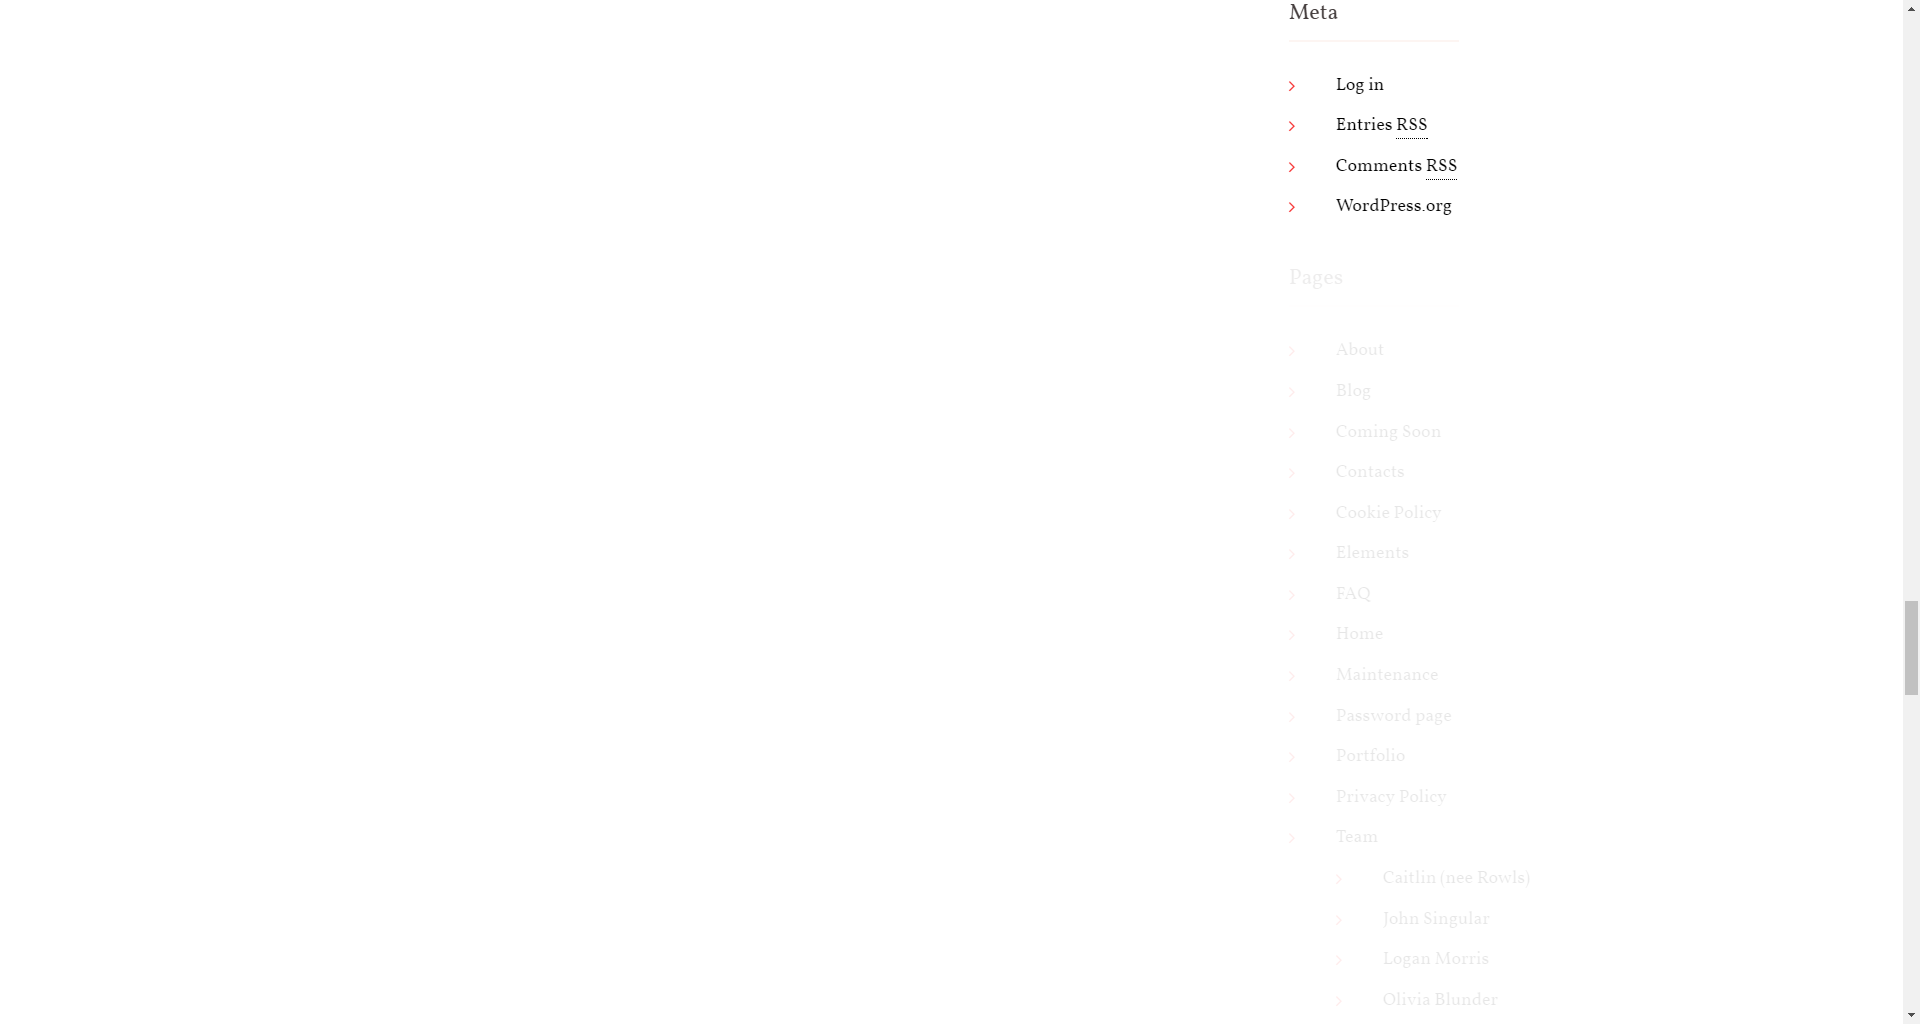 Meta
Log in
Entries RSS
Comments RSS
WordPress.org
Pages
About
Blog
Coming Soon
Contacts
Cookie Policy
Elements
FAQ
Home
Maintenance
Password page
Portfolio
Privacy Policy
Team
Caitlin (nee Rowls)
John Singular
Logan Morris
Olivia Blunder